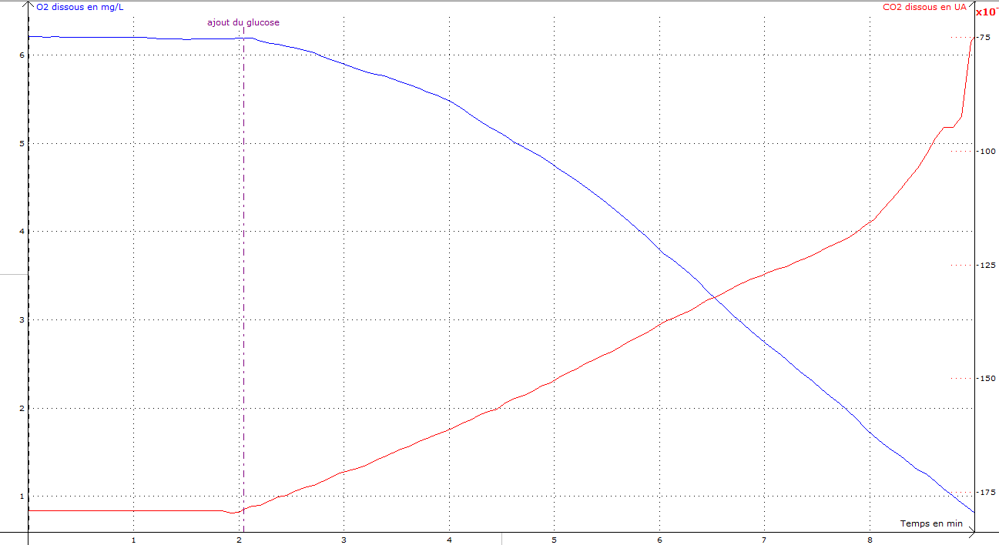 O2 dissous en mg/L
CO2 dissous en UA
x10-
ajout du glucose
-75
6
5
-100
4
-125
3
-150
2
1
-175
Temps en min
1 2 3 4 5 6 7 8